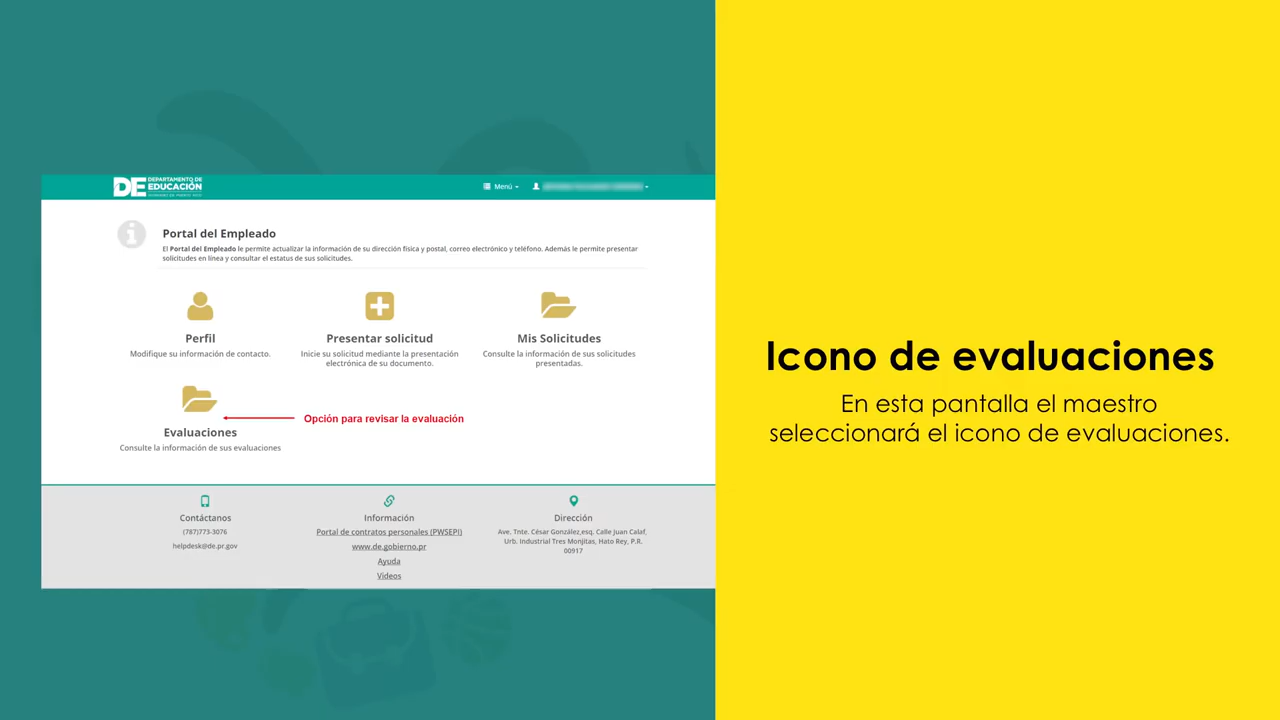 DE DEPARTAMENTO DE
EDUCACIÓN
Menú
Portal del Empleado
El Portal del Empleado le permite actualizar la información de su dirección física y postal, correo electrónico y teléfono. Además le permite presentar
solicitudes en línea y consultar el estatus de sus solicitudes.
Perfil
Modifique su información de contacto.
Presentar solicitud
Inicie su solicitud mediante la presentación
electrónica de su documento.
Mis Solicitudes
Consulte la información de sus solicitudes
presentadas.
Evaluaciones
Consulte la información de sus evaluaciones
Opción para revisar la evaluación
Contáctanos
(787)773-3076
helpdesk@de.pr.gov
Información
Portal de contratos personales (PWSEPI)
www.de.gobierno.pr
Ayuda
Videos
Dirección
Ave. Tnte. César González,esq. Calle Juan Calaf,
Urb. Industrial Tres Monjitas, Hato Rey, P.R.
00917
Icono de evaluaciones
En esta pantalla el maestro
seleccionará el icono de evaluaciones.